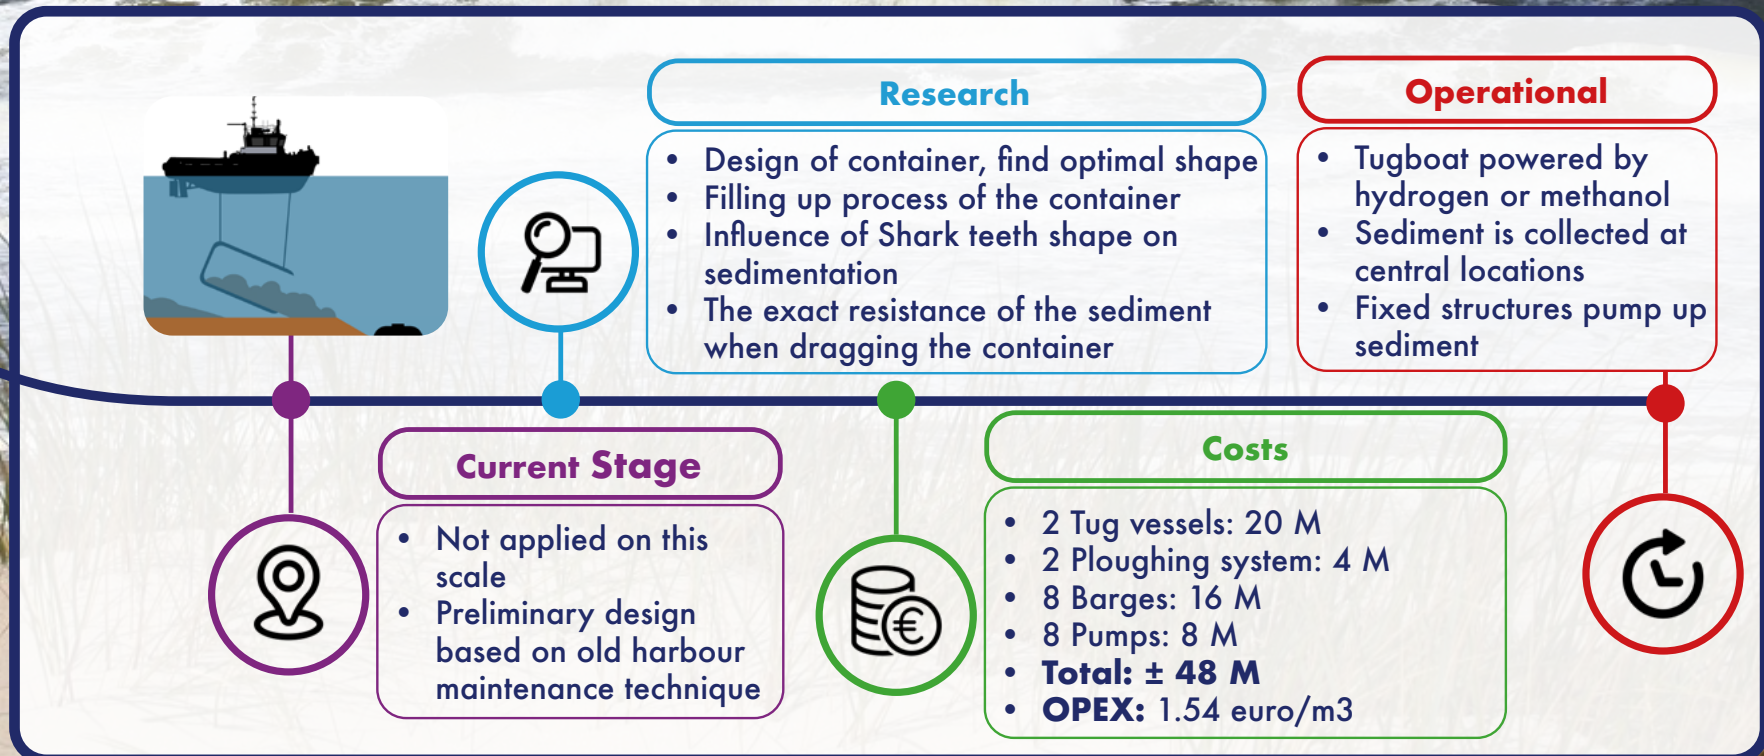 Research
• Design of container, find optimal shape
• Filling up process of the container
• Influence of Shark teeth shape on
sedimentation
• The exact resistance of the sediment
when dragging the container
Operational
• Tugboat powered by
hydrogen or methanol
• Sediment is collected at
central locations
• Fixed structures pump up
sediment
Current Stage
• Not applied on this
scale
• Preliminary design
based on old harbour
maintenance technique
Costs
• 2 Tug vessels: 20 M
• 2 Ploughing system: 4 M
• 8 Barges: 16 M
• 8 Pumps: 8 M
• Total: ± 48 M
• OPEX: 1.54 euro/m3
€